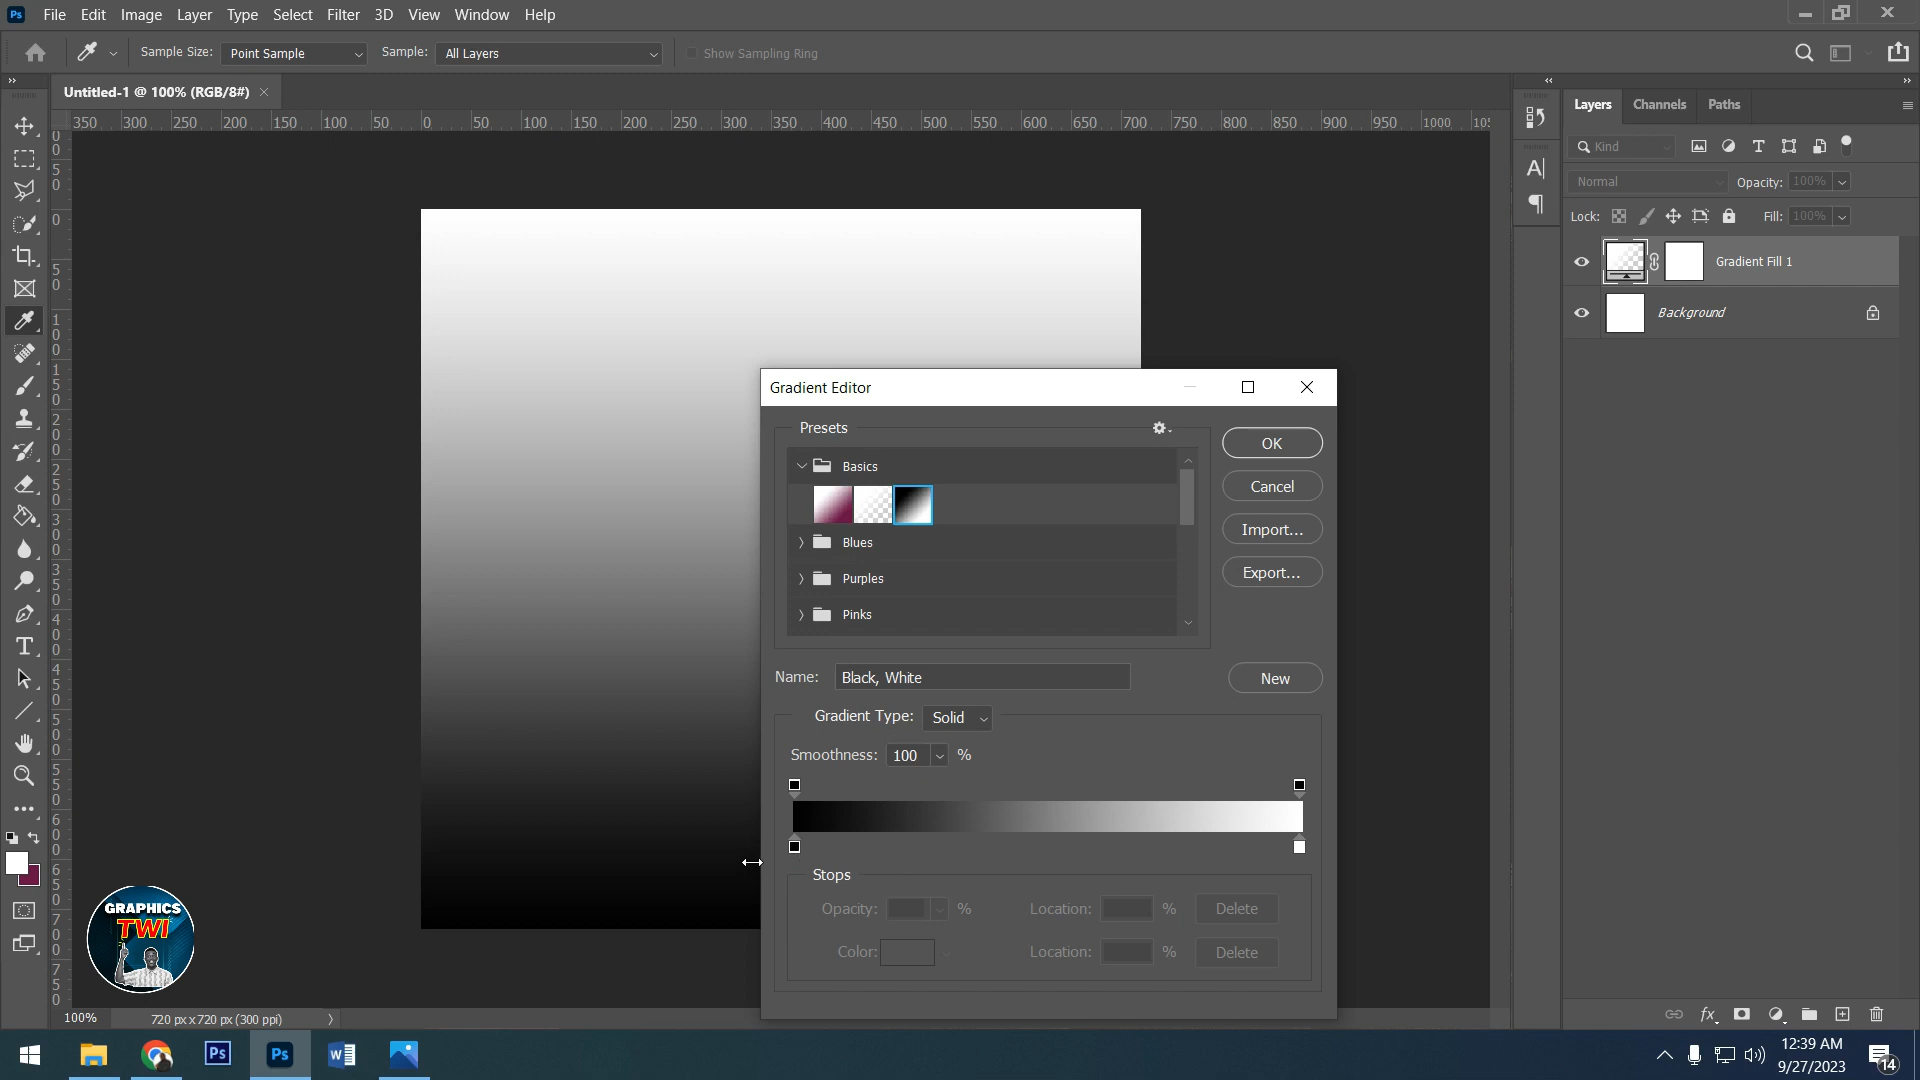 Ps File Edit Image Layer Type Select Filter 3D View Window Help
Sample Size: Point Sample Sample: All Layers Show Sampling Ring
Untitled-1 @ 100% (RGB/8#)
350 300 250 200 150 100 50 0 50 100 150 200 250 300 350 400 450 500 550 600 650 700 750 800 850 900 950 1000
Layers Channels Paths
Kind
Normal Opacity: 100%
Lock: Fill: 100%
Gradient Fill 1
Background
Gradient Editor
Presets
Basics
Blues
Purples
Pinks
OK
Cancel
Import...
Export...
Name: Black, White New
Gradient Type: Solid
Smoothness: 100 %
Stops
Opacity: % Location: % Delete
Color: Location: % Delete
GRAPHICS
TWI
100% 720 px x 720 px (300 ppi)
Ps Ps
12:39 AM
9/27/2023
14